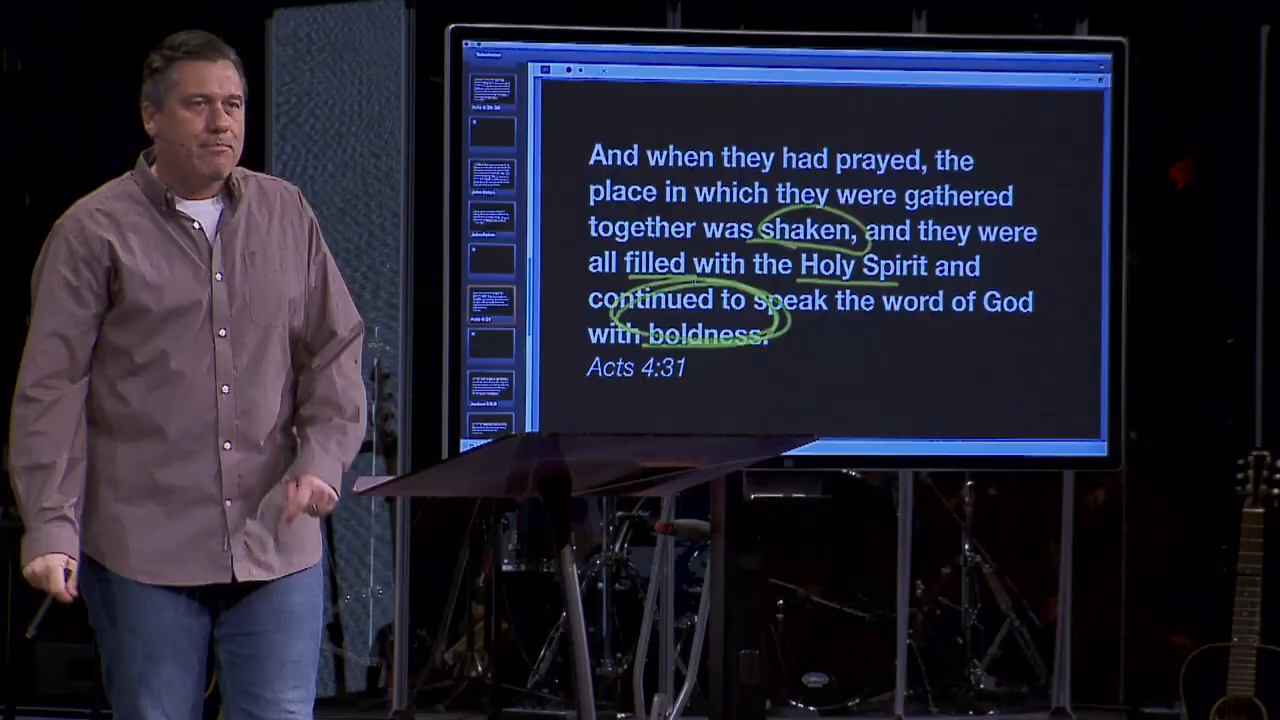 And when they had prayed, the
place in which they were gathered
together was shaken, and they were
all filled with the Holy Spirit and
continued to speak the word of God
with boldness.
Acts 4:31